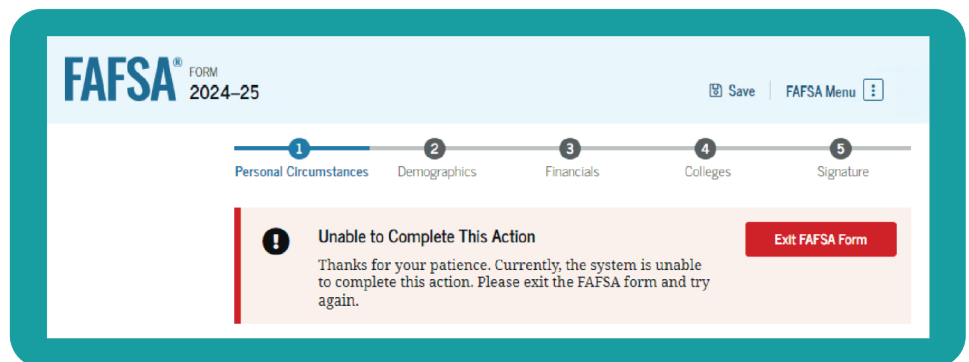 FAFSA® FORM
2024–25
Save
FAFSA Menu
1
2
3
4
5
Personal Circumstances
Demographics
Financials
Colleges
Signature
Unable to Complete This Action
Exit FAFSA Form
Thanks for your patience. Currently, the system is unable
to complete this action. Please exit the FAFSA form and try
again.